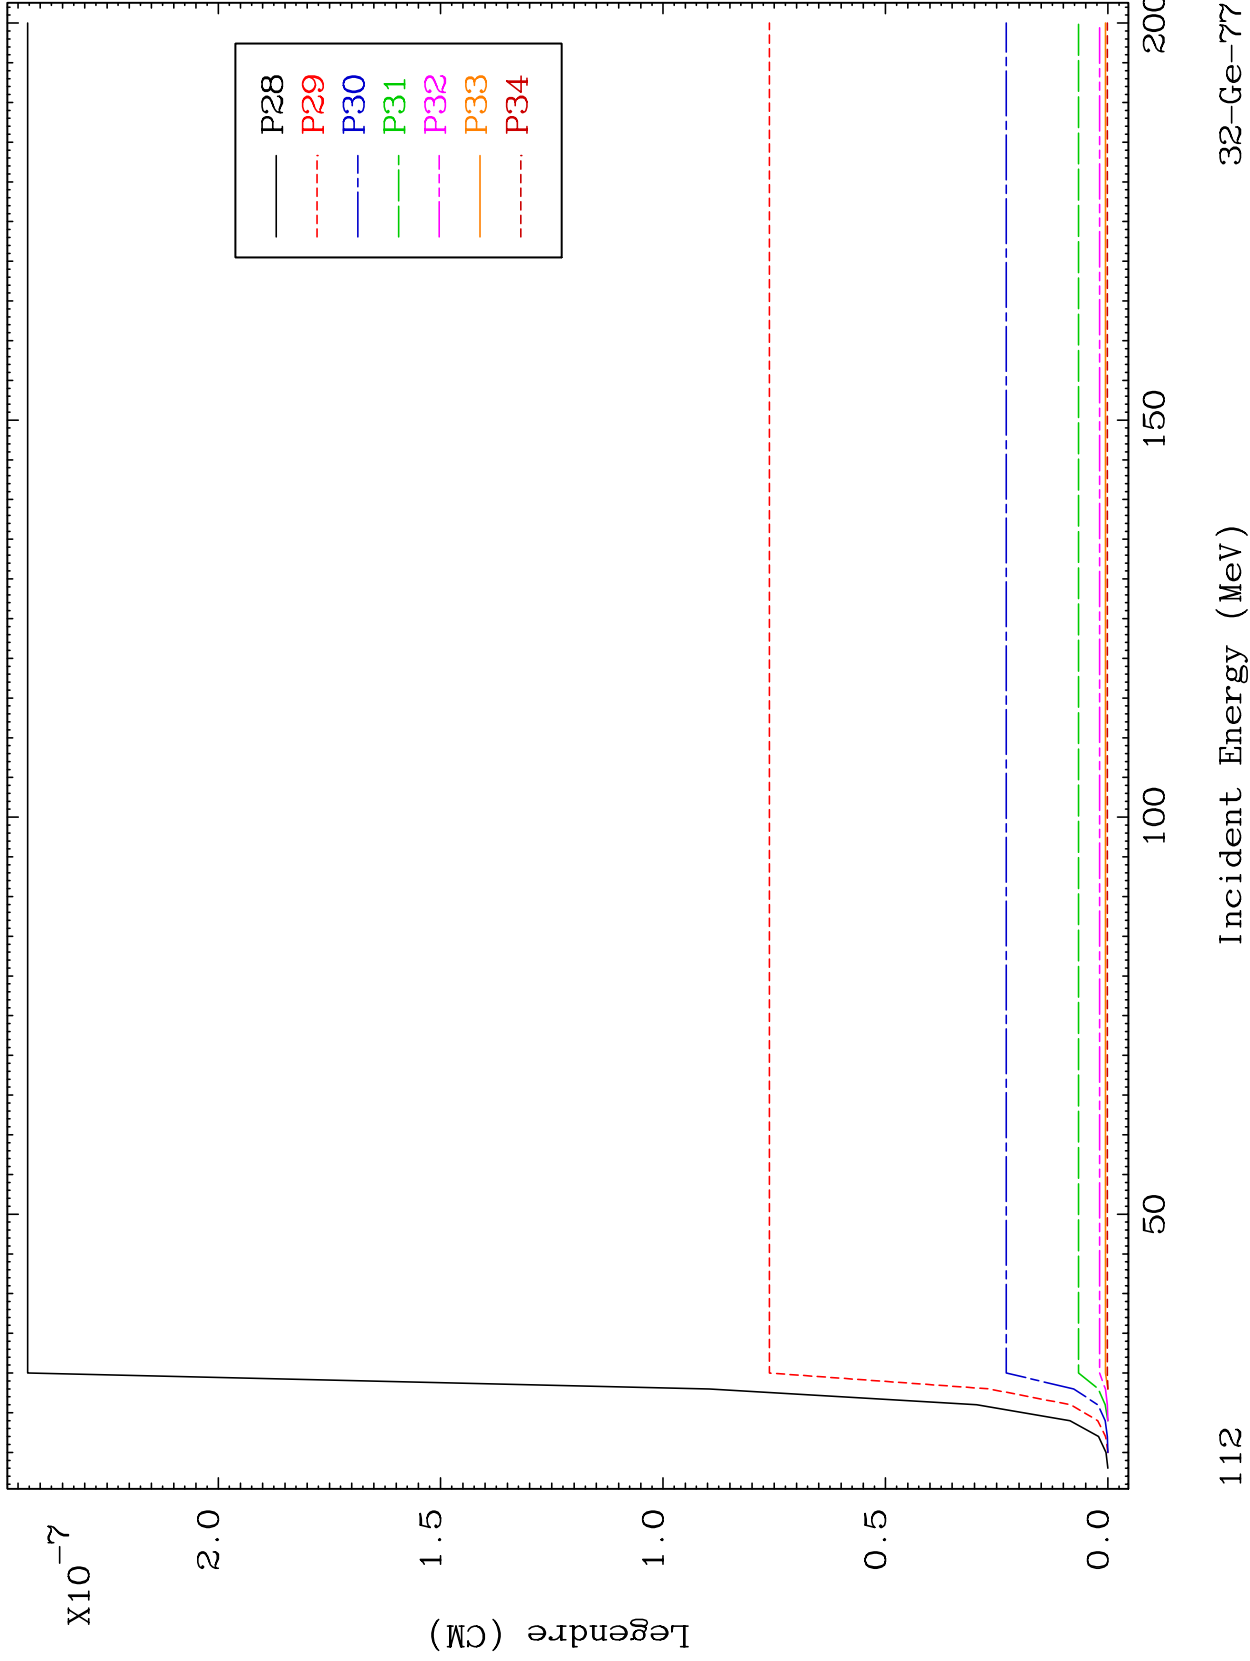 X10-7
2.0
1.5
1.0
0.5
0.0
Legendre (CM)
P28
P29
P30
P31
P32
P33
P34
50
100
150
200
Incident Energy (MeV)
112
32-Ge-77